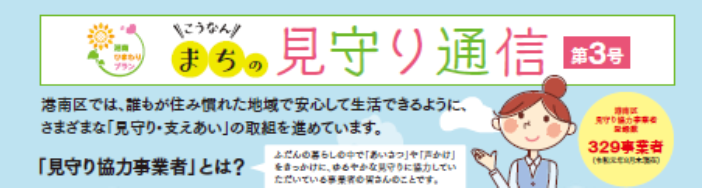 港南
ひまわり
プラン
こうなん
まちの見守り通信 第3号
港南区では、誰もが住み慣れた地域で安心して生活できるように、
さまざまな「見守り・支えあい」の取組を進めています。
「見守り協力事業者」とは?
ふだんの暮らしの中で「あいさつ」や「声かけ」
をきっかけに、ゆるやかな見守りに協力してい
ただいている事業者の皆さんのことです。
港南区
見守り協力事業者
登録数
329事業者